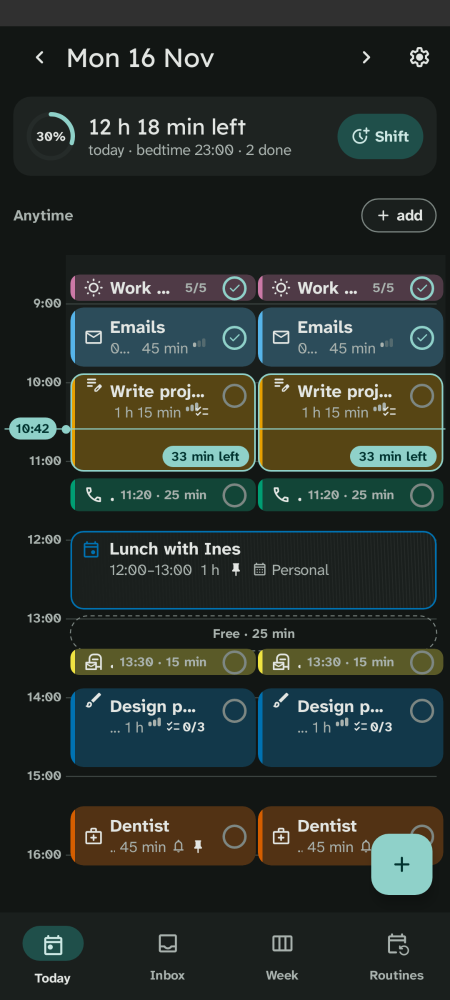 Mon 16 Nov
30%
12 h 18 min left
today · bedtime 23:00 · 2 done
Shift
Anytime
+ add
Work ... 5/5
Work ... 5/5
9:00
Emails
0... 45 min
Emails
0... 45 min
10:00
Write proj...
1 h 15 min
33 min left
Write proj...
1 h 15 min
33 min left
10:42
11:00
. 11:20 · 25 min
. 11:20 · 25 min
12:00
Lunch with Ines
12:00–13:00 1 h Personal
13:00
Free · 25 min
. 13:30 · 15 min
. 13:30 · 15 min
14:00
Design p...
... 1 h 0/3
Design p...
... 1 h 0/3
15:00
Dentist
.. 45 min
Dentist
.. 45 min
16:00
+
Today
Inbox
Week
Routines